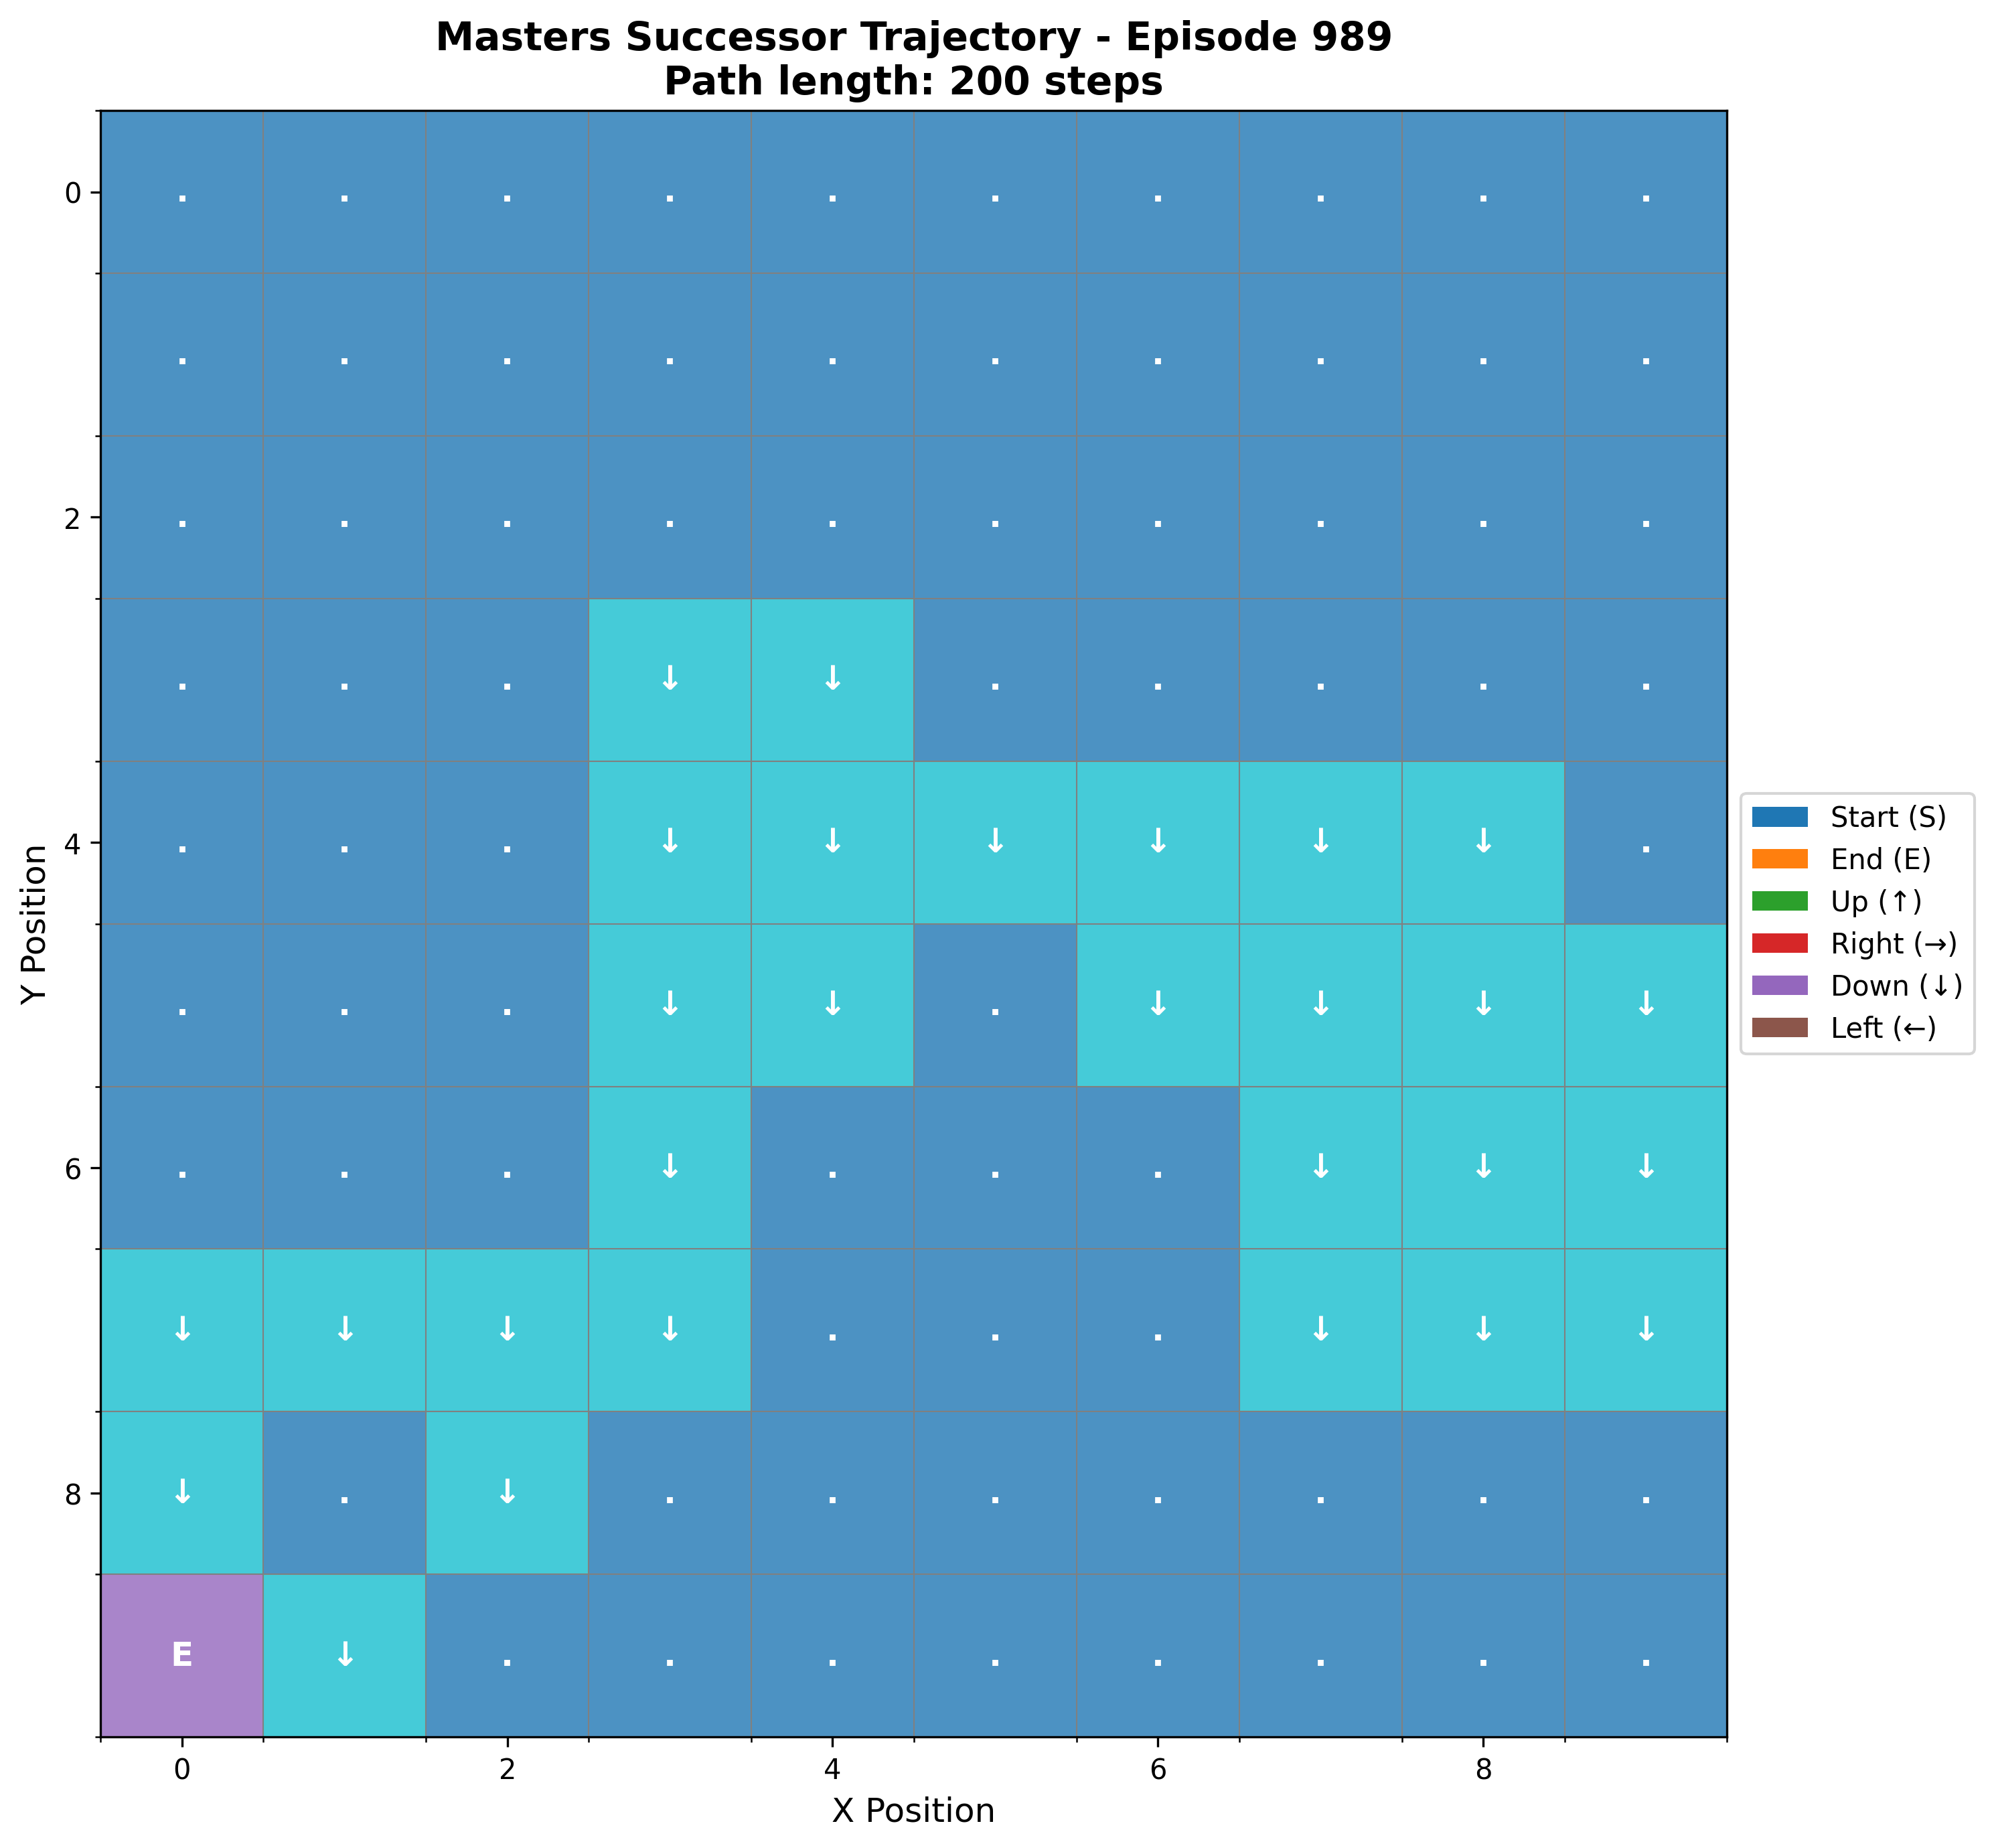 Masters Successor Trajectory - Episode 989
Path length: 200 steps
0
. . . . . . . . . .
. . . . . . . . . .
2
. . . . . . . . . .
. . . ↓ ↓ . . . . .
4
. . . ↓ ↓ ↓ ↓ ↓ ↓ .
. . . ↓ ↓ . ↓ ↓ ↓ ↓
6
. . . ↓ . . . ↓ ↓ ↓
↓ ↓ ↓ ↓ . . . ↓ ↓ ↓
8
↓ . ↓ . . . . . . .
E ↓ . . . . . . . .
0 2 4 6 8
X Position
Y Position
Start (S)
End (E)
Up (↑)
Right (→)
Down (↓)
Left (←)